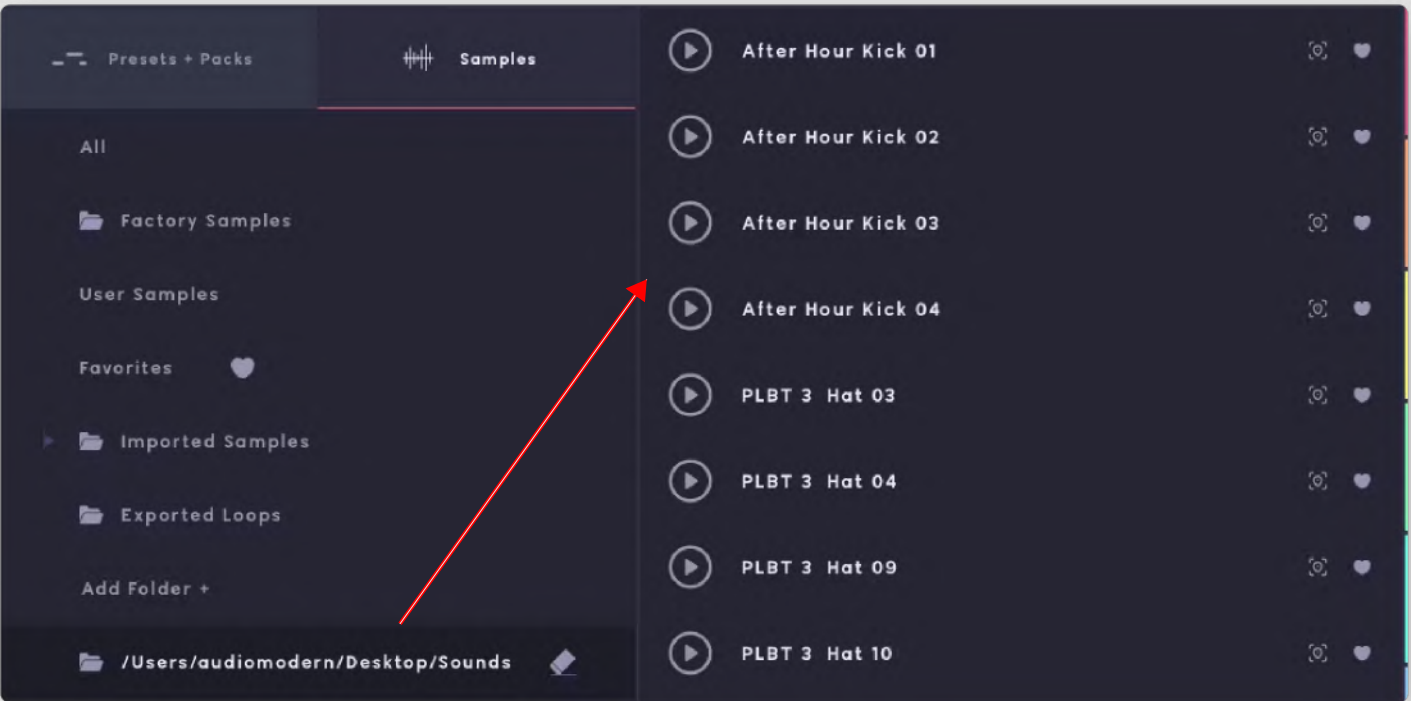 Presets + Packs
Samples
All
Factory Samples
User Samples
Favorites
Imported Samples
Exported Loops
Add Folder +
/Users/audiomodern/Desktop/Sounds
After Hour Kick 01
After Hour Kick 02
After Hour Kick 03
After Hour Kick 04
PLBT 3  Hat 03
PLBT 3  Hat 04
PLBT 3  Hat 09
PLBT 3  Hat 10